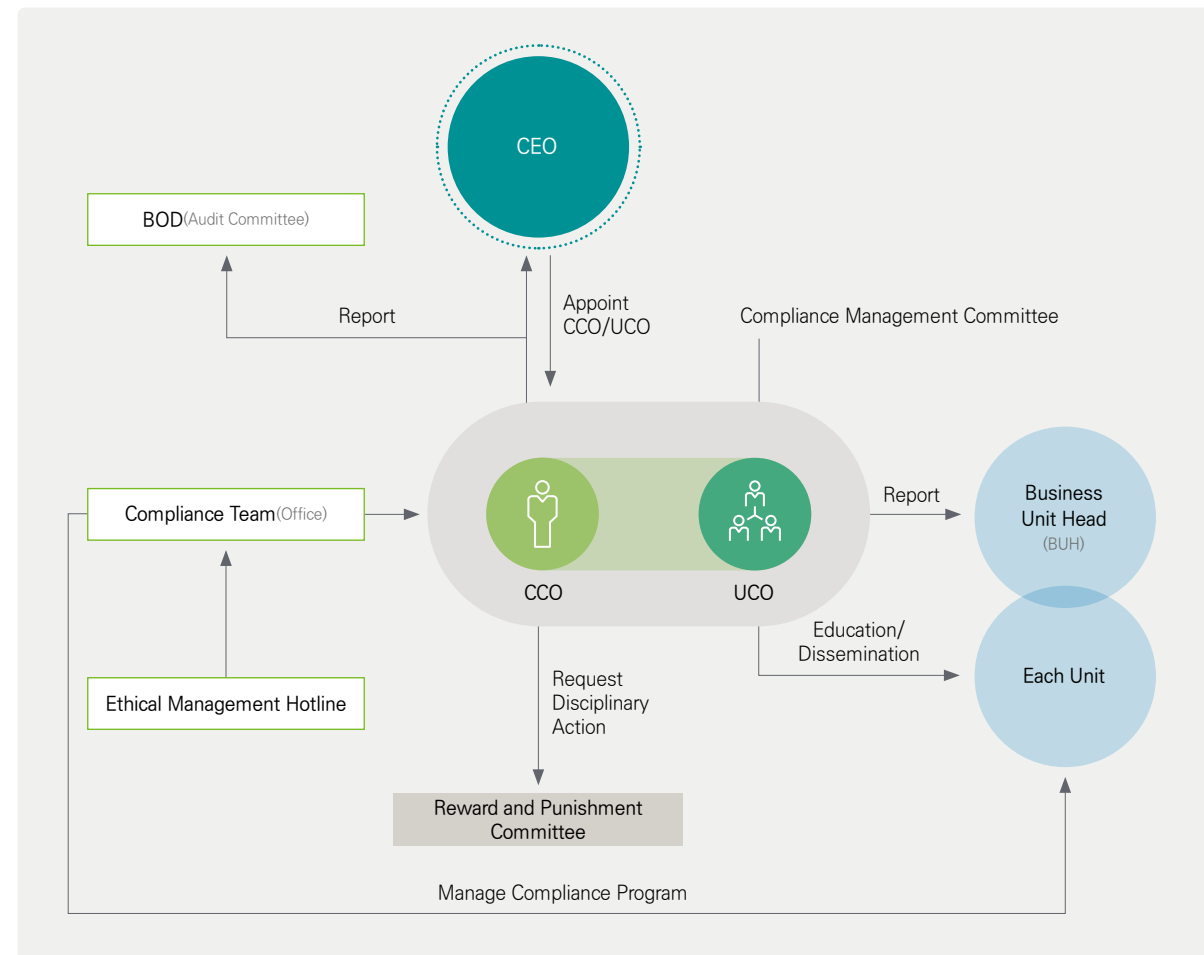 CEO
BOD(Audit Committee)
Report
Appoint
CCO/UCO
Compliance Management Committee
Compliance Team(Office)
CCO
UCO
Report
Business
Unit Head
(BUH)
Education/
Dissemination
Each Unit
Ethical Management Hotline
Request
Disciplinary
Action
Reward and Punishment
Committee
Manage Compliance Program